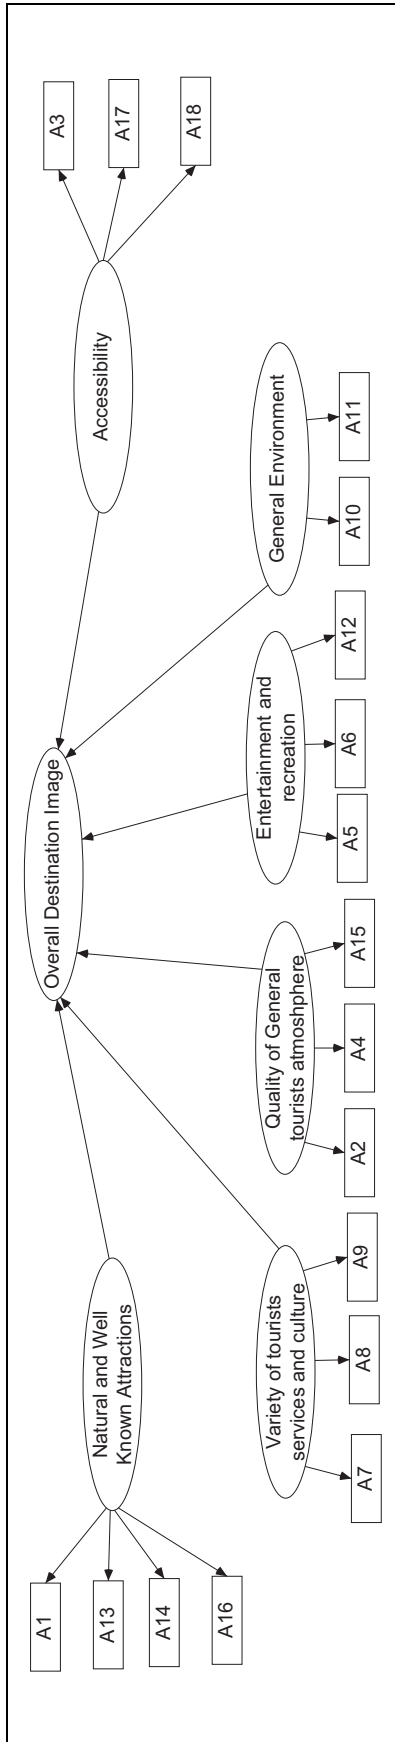 A1
A13
A14
A16
Natural and Well
Known Attractions
Overall Destination Image
Accessibility
A3
A17
A18
Variety of tourists
services and culture
A7
A8
A9
Quality of General
tourists atmoshphere
A2
A4
A15
Entertainment and
recreation
A5
A6
A12
General Environment
A10
A11